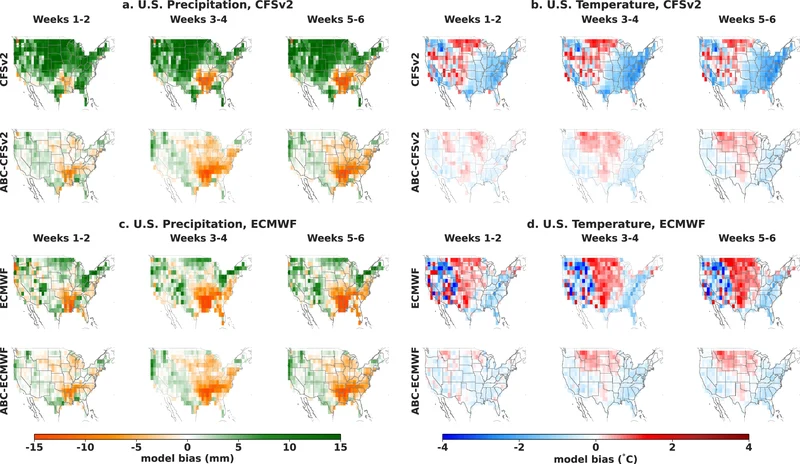 a. U.S. Precipitation, CFSv2
Weeks 1-2 Weeks 3-4 Weeks 5-6
CFSv2
ABC-CFSv2
b. U.S. Temperature, CFSv2
Weeks 1-2 Weeks 3-4 Weeks 5-6
CFSv2
ABC-CFSv2
c. U.S. Precipitation, ECMWF
Weeks 1-2 Weeks 3-4 Weeks 5-6
ECMWF
ABC-ECMWF
-15 -10 -5 0 5 10 15
model bias (mm)
d. U.S. Temperature, ECMWF
Weeks 1-2 Weeks 3-4 Weeks 5-6
ECMWF
ABC-ECMWF
-4 -2 0 2 4
model bias (°C)